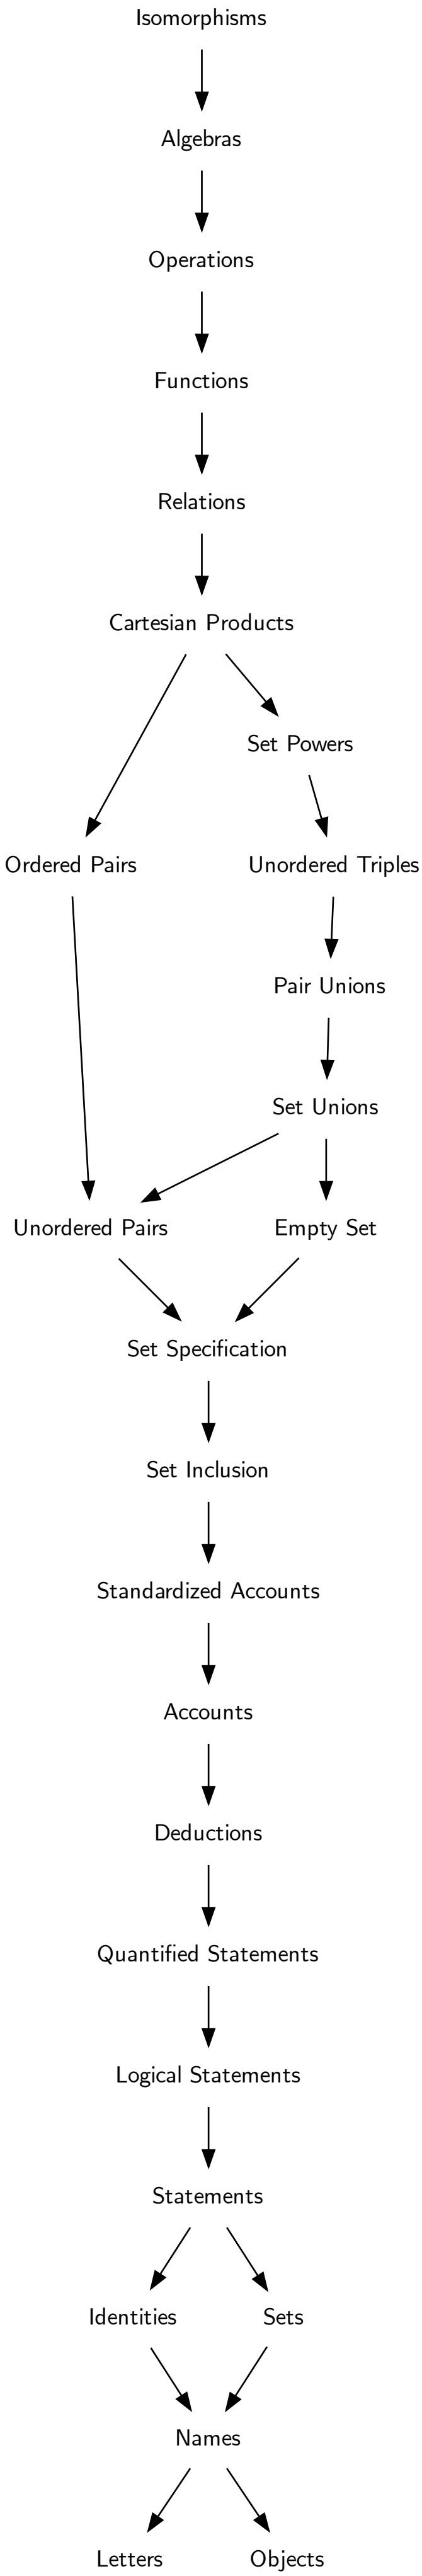 Isomorphisms
Algebras
Operations
Functions
Relations
Cartesian Products
Set Powers
Ordered Pairs
Unordered Triples
Pair Unions
Set Unions
Unordered Pairs
Empty Set
Set Specification
Set Inclusion
Standardized Accounts
Accounts
Deductions
Quantified Statements
Logical Statements
Statements
Identities
Sets
Names
Letters
Objects